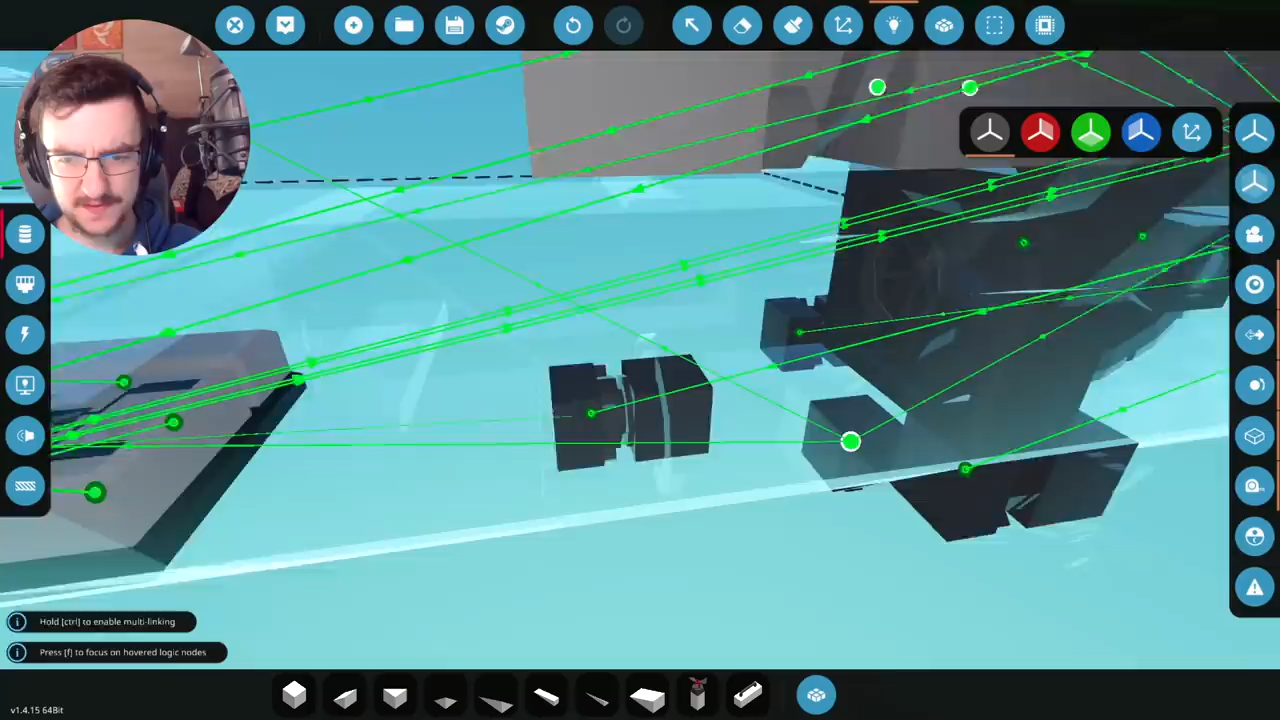 Hold [ctrl] to enable multi-linking
Press [f] to focus on hovered logic nodes
v1.4.15 64Bit